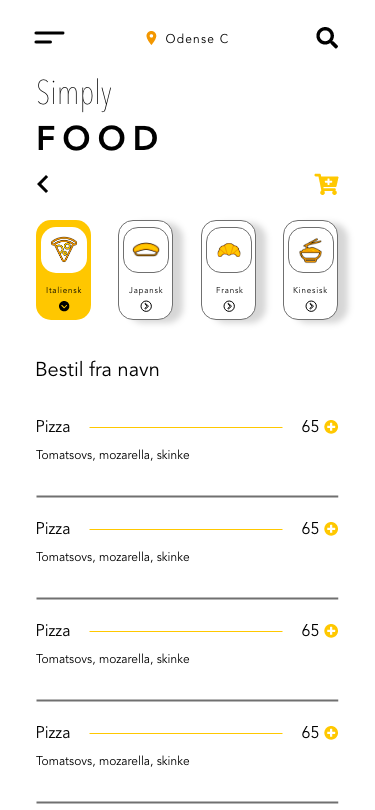 Odense C
Simply
FOOD
Italiensk
Japansk
Fransk
Kinesisk
Bestil fra navn
Pizza 65
Tomatsovs, mozarella, skinke
Pizza 65
Tomatsovs, mozarella, skinke
Pizza 65
Tomatsovs, mozarella, skinke
Pizza 65
Tomatsovs, mozarella, skinke